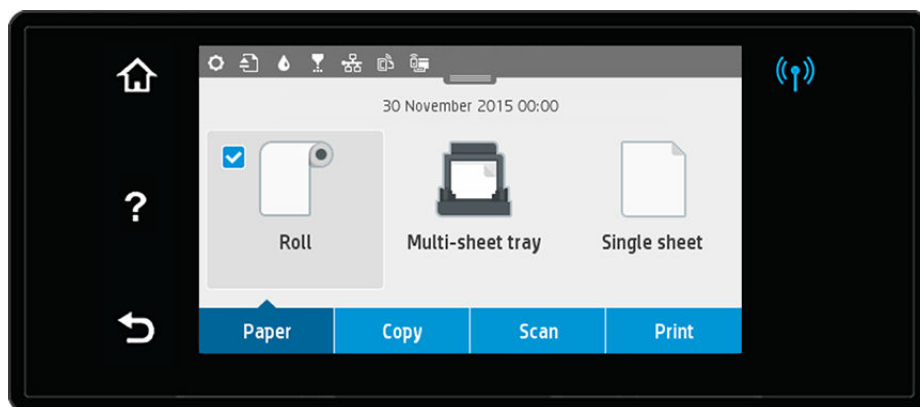 30 November 2015 00:00
Roll
Multi-sheet tray
Single sheet
?
Paper
Copy
Scan
Print